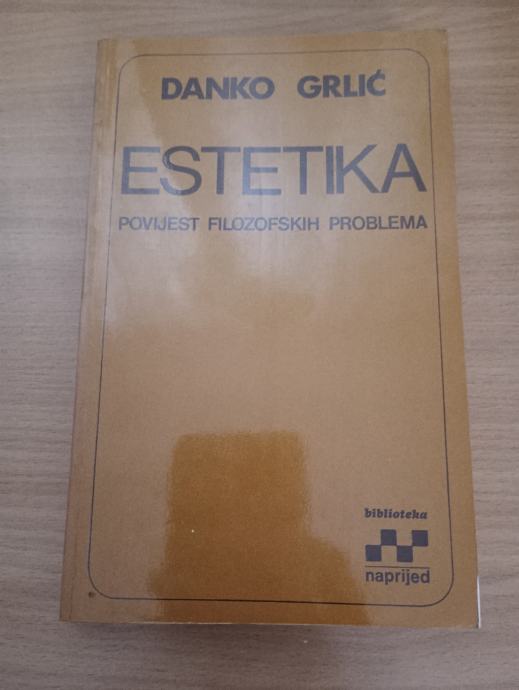 DANKO GRLIĆ
ESTETIKA
POVIJEST FILOZOFSKIH PROBLEMA
biblioteka
naprijed